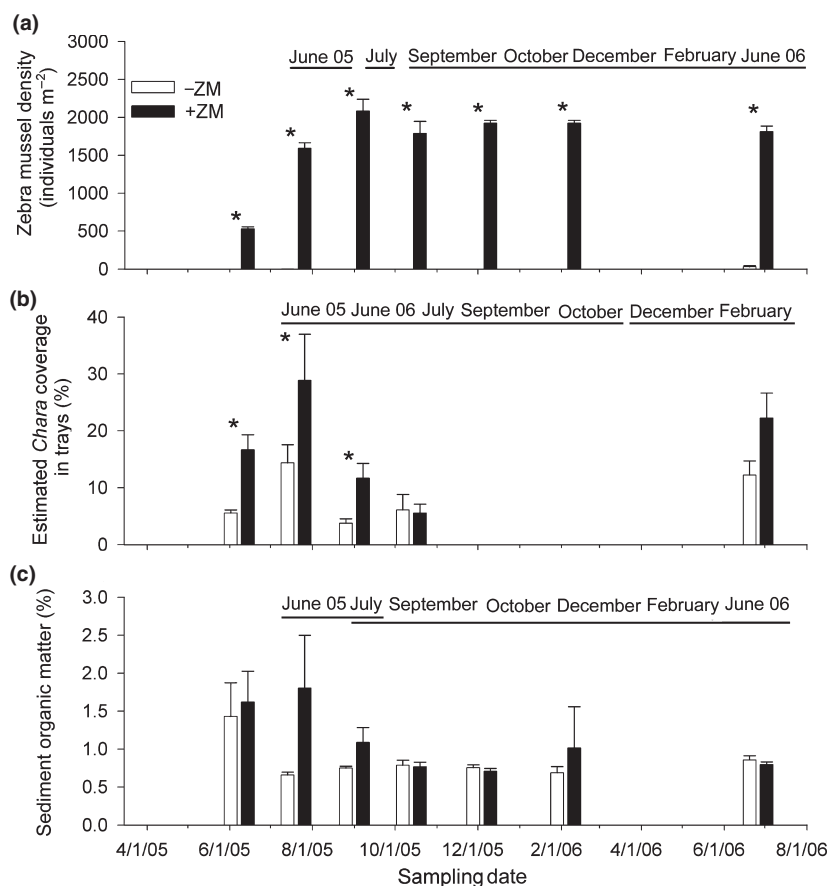 (a)
3000
2500
2000
1500
1000
500
0
Zebra mussel density
(individuals m−2)
June 05 July September October December February June 06
–ZM
+ZM
*
*
*
*
*
*
*
(b)
40
30
20
10
0
Estimated Chara coverage
in trays (%)
June 05 June 06 July September October December February
*
*
*
(c)
3.0
2.5
2.0
1.5
1.0
0.5
0.0
Sediment organic matter (%)
June 05 July September October December February June 06
4/1/05 6/1/05 8/1/05 10/1/05 12/1/05 2/1/06 4/1/06 6/1/06 8/1/06
Sampling date